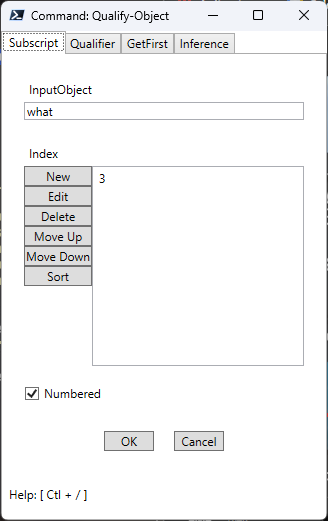 Command: Qualify-Object
Subscript Qualifier GetFirst Inference
InputObject
what
Index
New
3
Edit
Delete
Move Up
Move Down
Sort
Numbered
OK Cancel
Help: [ Ctl + / ]